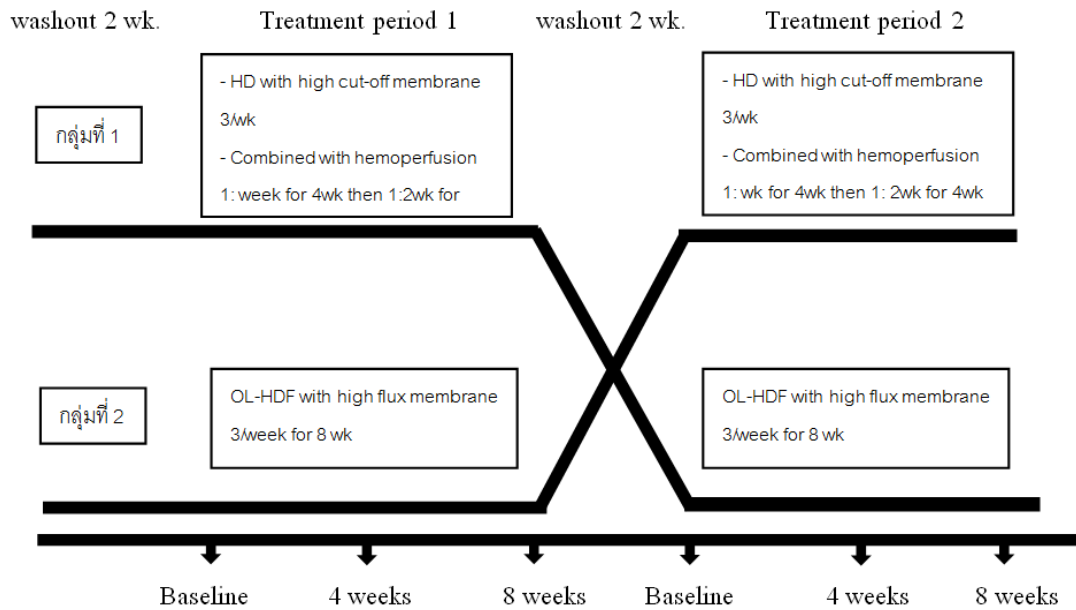 washout 2 wk.
Treatment period 1
washout 2 wk.
Treatment period 2
กลุ่มที่ 1
- HD with high cut-off membrane
3/wk
- Combined with hemoperfusion
1: week for 4wk then 1:2wk for
- HD with high cut-off membrane
3/wk
- Combined with hemoperfusion
1: wk for 4wk then 1: 2wk for 4wk
กลุ่มที่ 2
OL-HDF with high flux membrane
3/week for 8 wk
OL-HDF with high flux membrane
3/week for 8 wk
Baseline
4 weeks
8 weeks
Baseline
4 weeks
8 weeks